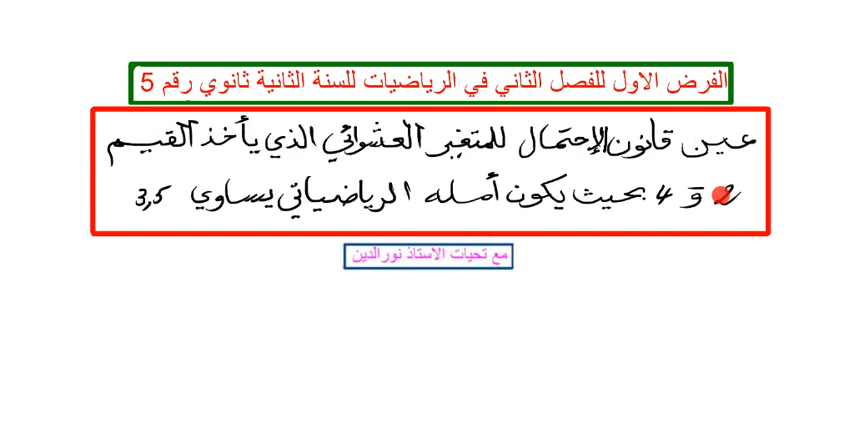 الفرض الاول للفصل الثاني في الرياضيات للسنة الثانية ثانوي رقم 5
عين قانون الإحتمال للمتغير العشوائي الذي يأخذ القيم
2 و 4 بحيث يكون أمله الرياضياتي يساوي 3,5
مع تحيات الاستاذ نورالدين